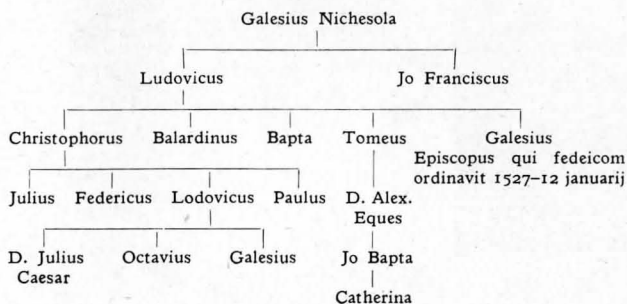 Galesius Nichesola
Ludovicus Jo Franciscus
Christophorus Balardinus Bapta Tomeus Galesius
Episcopus qui fedeicom
ordinavit 1527–12 januarij
Julius Federicus Lodovicus Paulus D. Alex.
Eques
D. Julius Octavius Galesius Jo Bapta
Caesar
Catherina